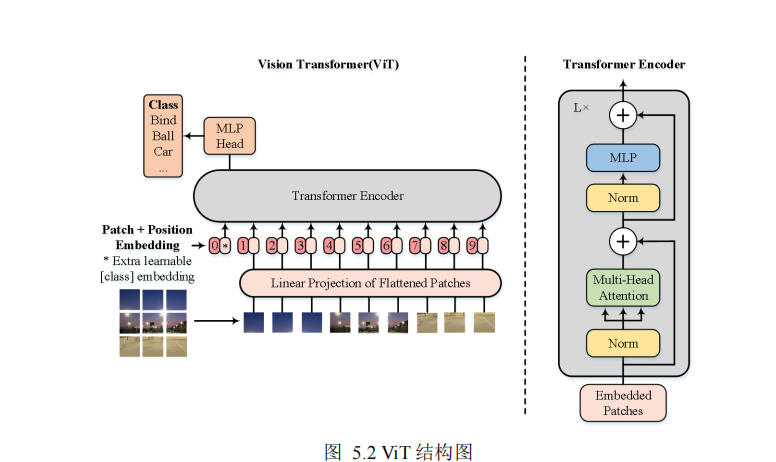 Vision Transformer(ViT)
Class
Bind
Ball
Car
...
MLP
Head
Transformer Encoder
Patch + Position
Embedding
* Extra learnable
[class] embedding
0 * 1 2 3 4 5 6 7 8 9
Linear Projection of Flattened Patches
Transformer Encoder
L×
+
MLP
Norm
+
Multi-Head
Attention
Norm
Embedded
Patches
图 5.2 ViT 结构图